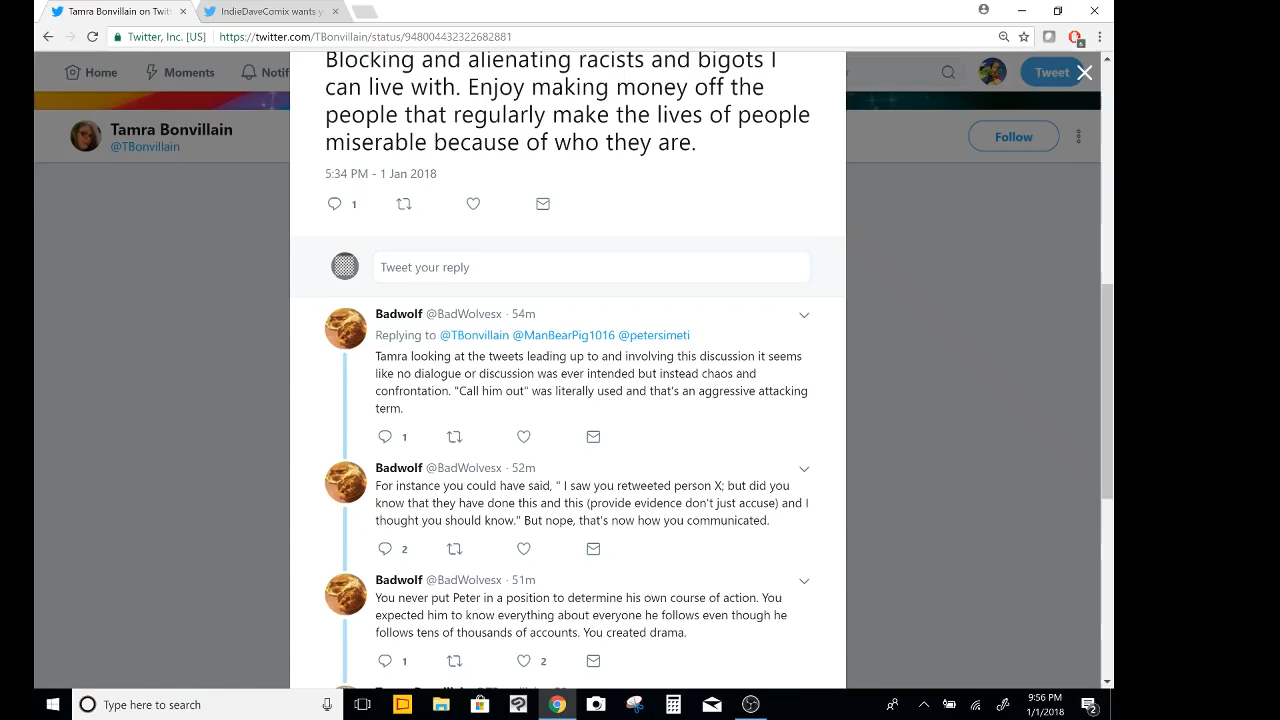 Tamra Bonvillain on Twitt
IndieDaveComix wants y
Twitter, Inc. [US]
https://twitter.com/TBonvillain/status/948004432322682881
Home
Moments
Notif
Tweet
Tamra Bonvillain
@TBonvillain
Follow
Blocking and alienating racists and bigots I
can live with. Enjoy making money off the
people that regularly make the lives of people
miserable because of who they are.
5:34 PM - 1 Jan 2018
1
Tweet your reply
Badwolf @BadWolvesx · 54m
Replying to @TBonvillain @ManBearPig1016 @petersimeti
Tamra looking at the tweets leading up to and involving this discussion it seems
like no dialogue or discussion was ever intended but instead chaos and
confrontation. "Call him out" was literally used and that's an aggressive attacking
term.
1
Badwolf @BadWolvesx · 52m
For instance you could have said, " I saw you retweeted person X; but did you
know that they have done this and this (provide evidence don't just accuse) and I
thought you should know." But nope, that's now how you communicated.
2
Badwolf @BadWolvesx · 51m
You never put Peter in a position to determine his own course of action. You
expected him to know everything about everyone he follows even though he
follows tens of thousands of accounts. You created drama.
1 2
Type here to search
9:56 PM
1/1/2018
2